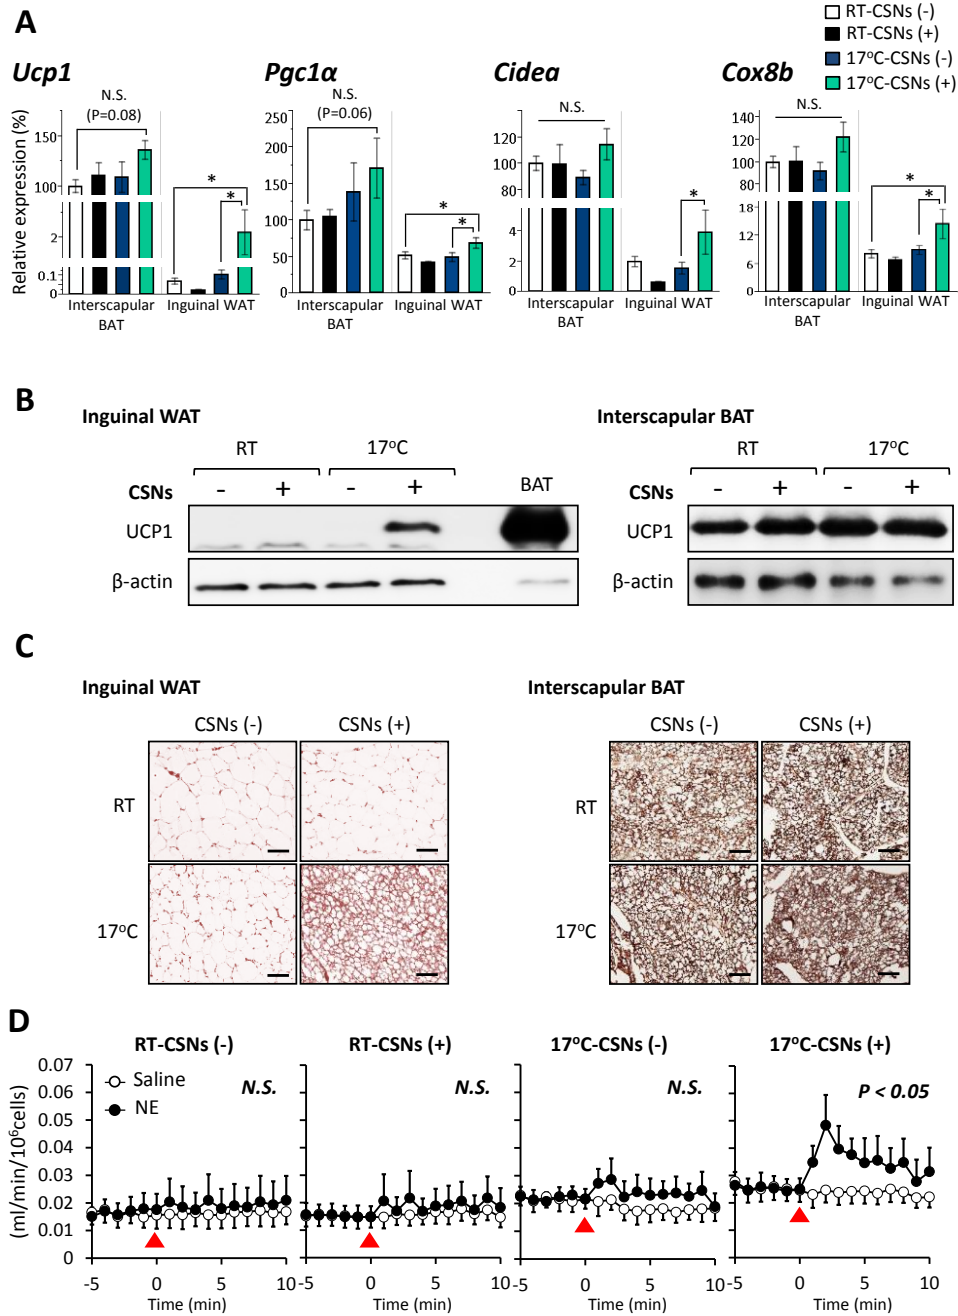 A
RT-CSNs (-)
RT-CSNs (+)
17°C-CSNs (-)
17°C-CSNs (+)
Ucp1
Pgc1α
Cidea
Cox8b
Relative expression (%)
N.S.
(P=0.08)
150
100
2
0.1
0
*
*
Interscapular
BAT
Inguinal WAT
N.S.
(P=0.06)
250
200
150
100
50
0
*
*
Interscapular
BAT
Inguinal WAT
N.S.
120
100
80
4
2
0
*
Interscapular
BAT
Inguinal WAT
N.S.
140
120
100
80
18
12
6
0
*
*
Interscapular
BAT
Inguinal WAT
B
Inguinal WAT
RT
17°C
CSNs
-
+
-
+
BAT
UCP1
β-actin
Interscapular BAT
RT
17°C
CSNs
-
+
-
+
UCP1
β-actin
C
Inguinal WAT
CSNs (-)
CSNs (+)
RT
17°C
Interscapular BAT
CSNs (-)
CSNs (+)
RT
17°C
D
RT-CSNs (-)
RT-CSNs (+)
17°C-CSNs (-)
17°C-CSNs (+)
(ml/min/10⁶cells)
0.07
0.06
0.05
0.04
0.03
0.02
0.01
0
Saline
NE
N.S.
N.S.
N.S.
P < 0.05
-5
0
5
10
Time (min)
-5
0
5
10
Time (min)
-5
0
5
10
Time (min)
-5
0
5
10
Time (min)